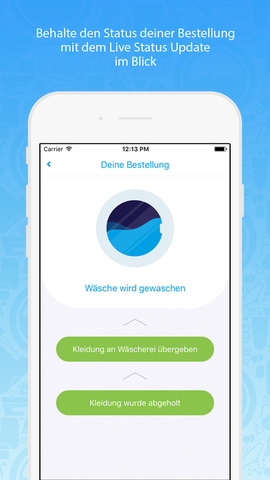 Behalte den Status deiner Bestellung
mit dem Live Status Update
im Blick
Carrier 12:13 PM
Deine Bestellung
Wäsche wird gewaschen
Kleidung an Wäscherei übergeben
Kleidung wurde abgeholt